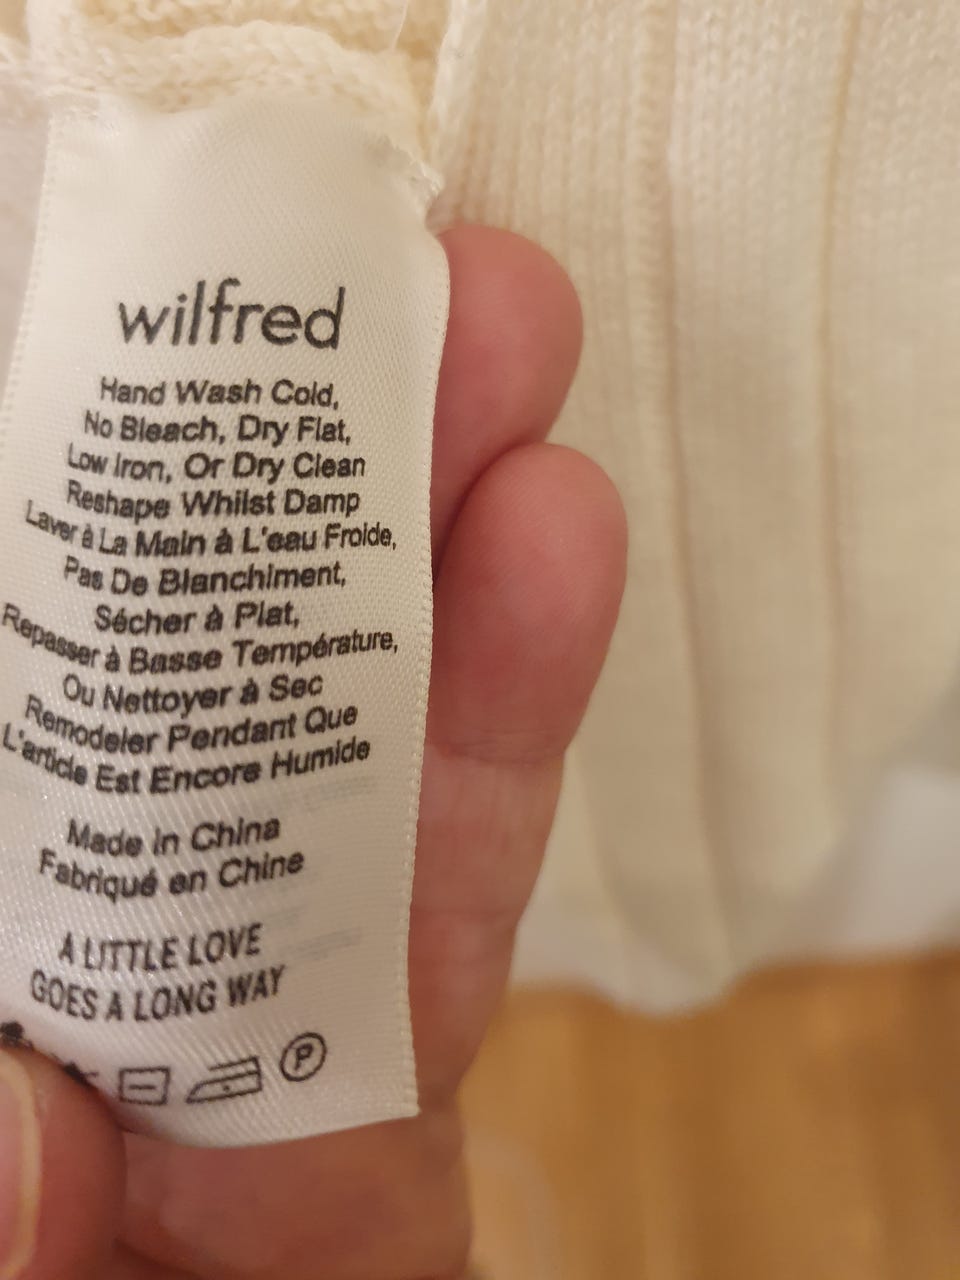 wilfred
Hand Wash Cold,
No Bleach, Dry Flat,
Low Iron, Or Dry Clean
Reshape Whilst Damp
Laver à La Main à L'eau Froide,
Pas De Blanchiment,
Sécher à Plat,
Repasser à Basse Température,
Ou Nettoyer à Sec
Remodeler Pendant Que
L'article Est Encore Humide
Made in China
Fabriqué en Chine
A LITTLE LOVE
GOES A LONG WAY
P